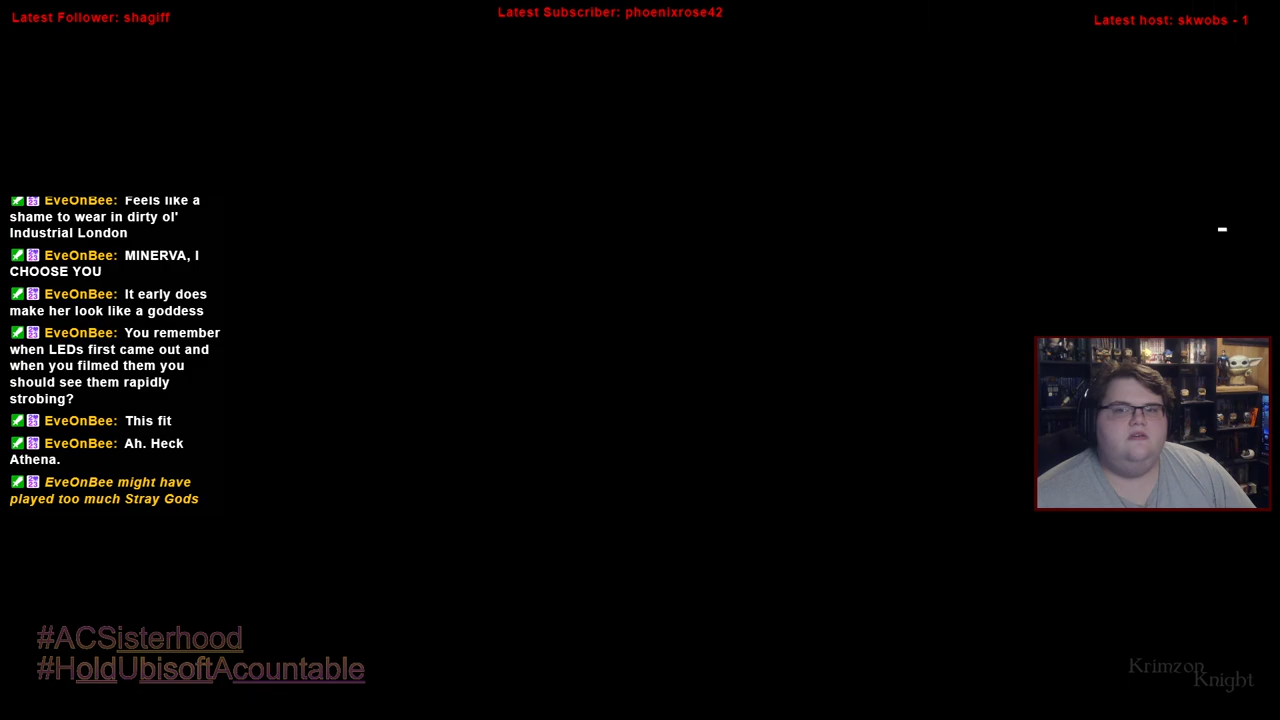 Latest Follower: shagiff
Latest Subscriber: phoenixrose42
Latest host: skwobs - 1
EveOnBee: Feels like a
shame to wear in dirty ol'
Industrial London
EveOnBee: MINERVA, I
CHOOSE YOU
EveOnBee: It early does
make her look like a goddess
EveOnBee: You remember
when LEDs first came out and
when you filmed them you
should see them rapidly
strobing?
EveOnBee: This fit
EveOnBee: Ah. Heck
Athena.
EveOnBee might have
played too much Stray Gods
#ACSisterhood
#HoldUbisoftAcountable
Krimzon
Knight